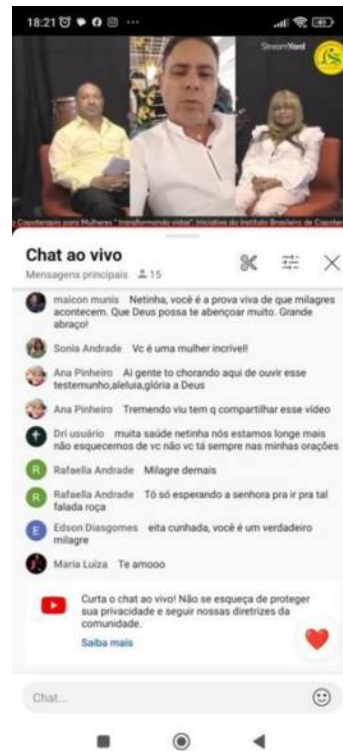 18:21
StreamYard
Capoterapia para Mulheres " transformando vidas". Iniciativa do Instituto Brasileiro de
Chat ao vivo
Mensagens principais 15
maicon munis Netinha, você é a prova viva de que milagres
acontecem. Que Deus possa te abençoar muito. Grande
abraço!
Sonia Andrade Vc é uma mulher incrível!
Ana Pinheiro Ai gente to chorando aqui de ouvir esse
testemunho,aleluia,glória a Deus
Ana Pinheiro Tremendo viu tem q compartilhar esse vídeo
Dri usuário muita saúde netinha nós estamos longe mais
não esquecemos de vc não vc tá sempre nas minhas orações
R Rafaella Andrade Milagre demais
R Rafaella Andrade Tô só esperando a senhora pra ir pra tal
falada roça
E Edson Diasgomes eita cunhada, você é um verdadeiro
milagre
Maria Luiza Te amooo
Curta o chat ao vivo! Não se esqueça de proteger
sua privacidade e seguir nossas diretrizes da
comunidade.
Saiba mais
Chat...